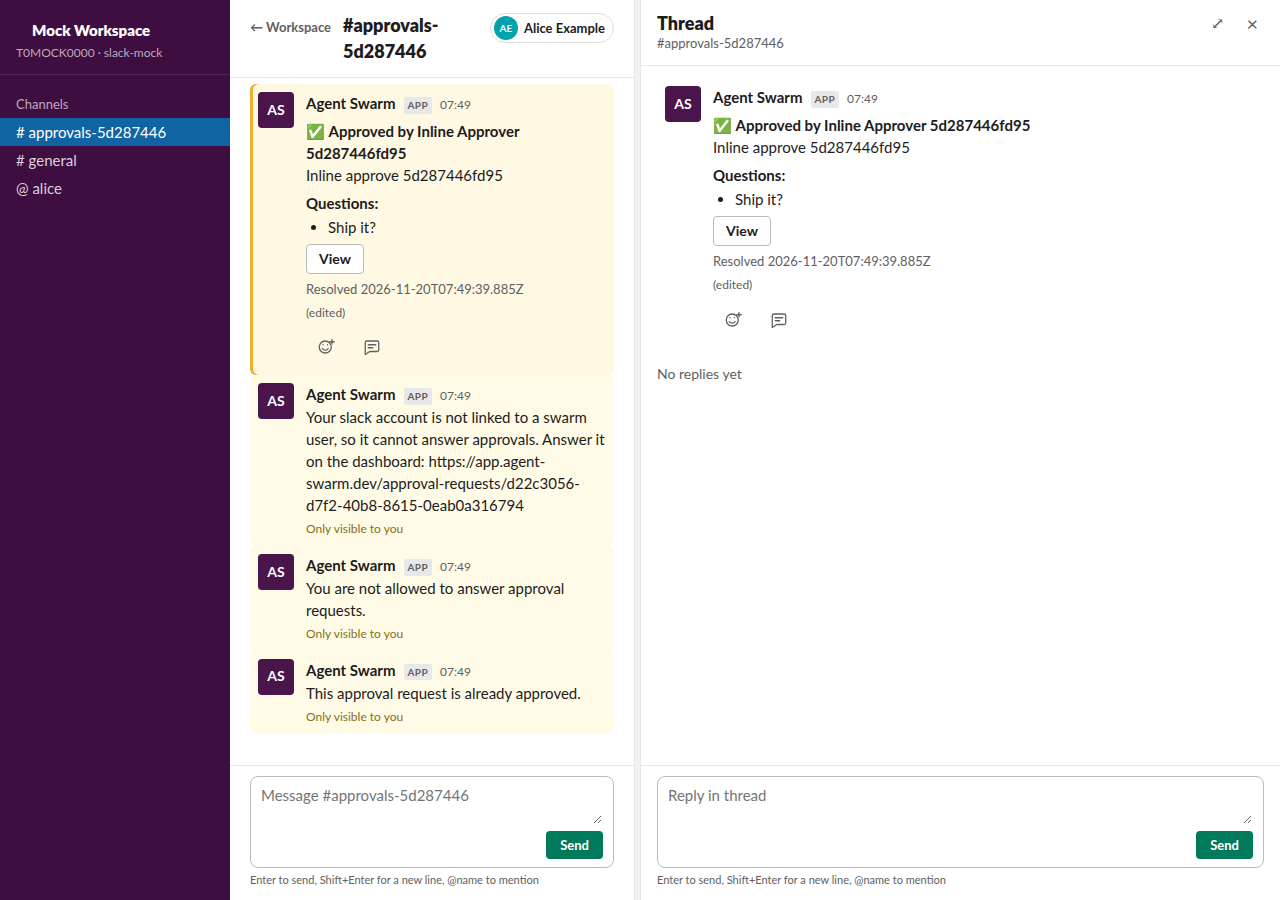 Mock Workspace
T0MOCK0000 · slack-mock
Channels
# approvals-5d287446
# general
@ alice
← Workspace
#approvals-
5d287446
AE Alice Example
AS
Agent Swarm APP 07:49
✅ Approved by Inline Approver
5d287446fd95
Inline approve 5d287446fd95
Questions:
• Ship it?
View
Resolved 2026-11-20T07:49:39.885Z
(edited)
AS
Agent Swarm APP 07:49
Your slack account is not linked to a swarm
user, so it cannot answer approvals. Answer it
on the dashboard: https://app.agent-
swarm.dev/approval-requests/d22c3056-
d7f2-40b8-8615-0eab0a316794
Only visible to you
AS
Agent Swarm APP 07:49
You are not allowed to answer approval
requests.
Only visible to you
AS
Agent Swarm APP 07:49
This approval request is already approved.
Only visible to you
Message #approvals-5d287446
Send
Enter to send, Shift+Enter for a new line, @name to mention
Thread
#approvals-5d287446
AS
Agent Swarm APP 07:49
✅ Approved by Inline Approver 5d287446fd95
Inline approve 5d287446fd95
Questions:
• Ship it?
View
Resolved 2026-11-20T07:49:39.885Z
(edited)
No replies yet
Reply in thread
Send
Enter to send, Shift+Enter for a new line, @name to mention